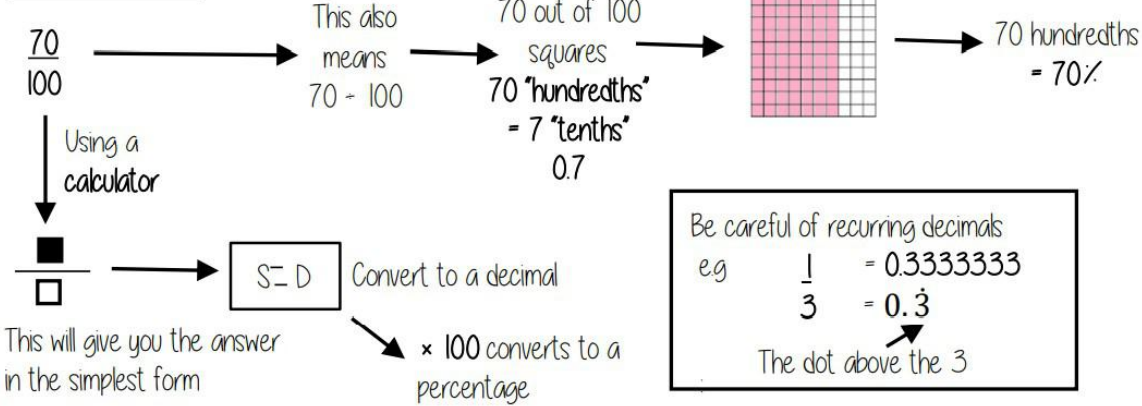 70
100
This also
means
70 ÷ 100
70 out of 100
squares
70 "hundredths"
= 7 "tenths"
0.7
70 hundredths
= 70%
Using a
calculator
S⇔D
Convert to a decimal
This will give you the answer
in the simplest form
× 100 converts to a
percentage
Be careful of recurring decimals
e.g
1
3
= 0.3333333
= 0.3̇
The dot above the 3